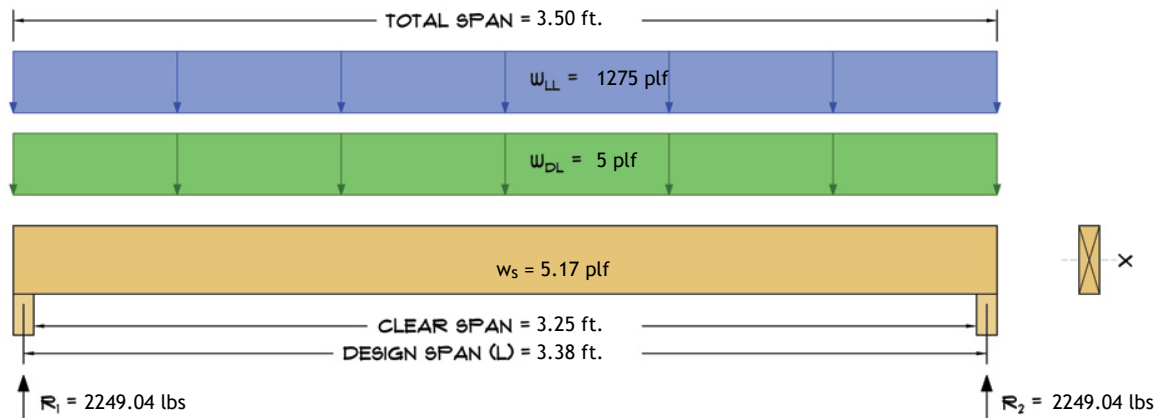 TOTAL SPAN = 3.50 ft.
WLL = 1275 plf
WDL = 5 plf
ws = 5.17 plf
X
CLEAR SPAN = 3.25 ft.
DESIGN SPAN (L) = 3.38 ft.
R1 = 2249.04 lbs
R2 = 2249.04 lbs